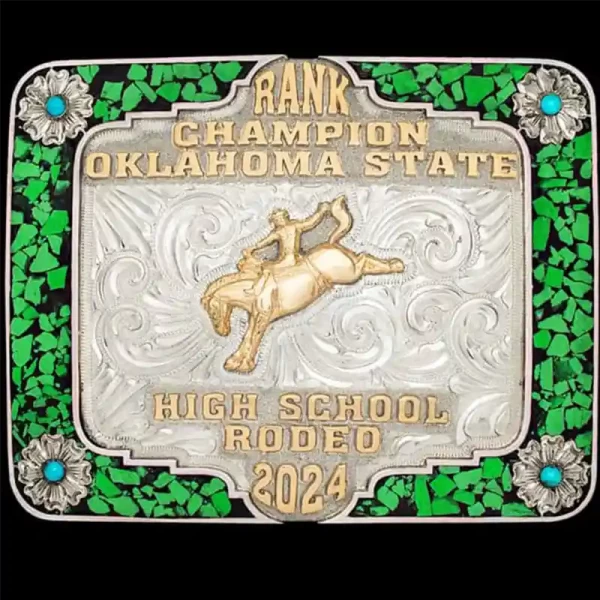 RANK
CHAMPION
OKLAHOMA STATE
HIGH SCHOOL
RODEO
2024